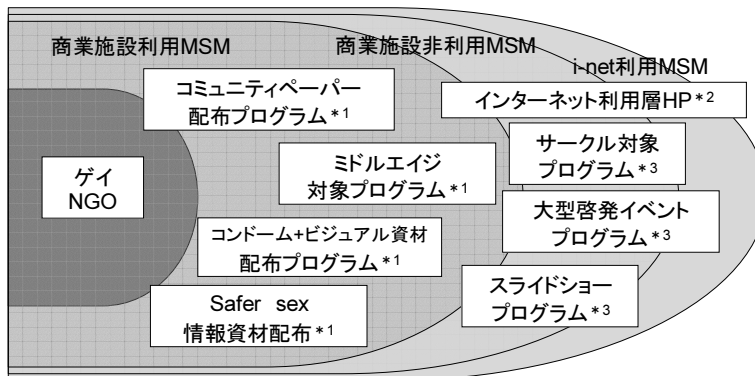 商業施設利用MSM
商業施設非利用MSM
i-net利用MSM
コミュニティペーパー
配布プログラム*1
インターネット利用層HP*2
サークル対象
プログラム*3
ミドルエイジ
対象プログラム*1
ゲイ
NGO
大型啓発イベント
プログラム*3
コンドーム+ビジュアル資材
配布プログラム*1
スライドショー
プログラム*3
Safer sex
情報資材配布*1